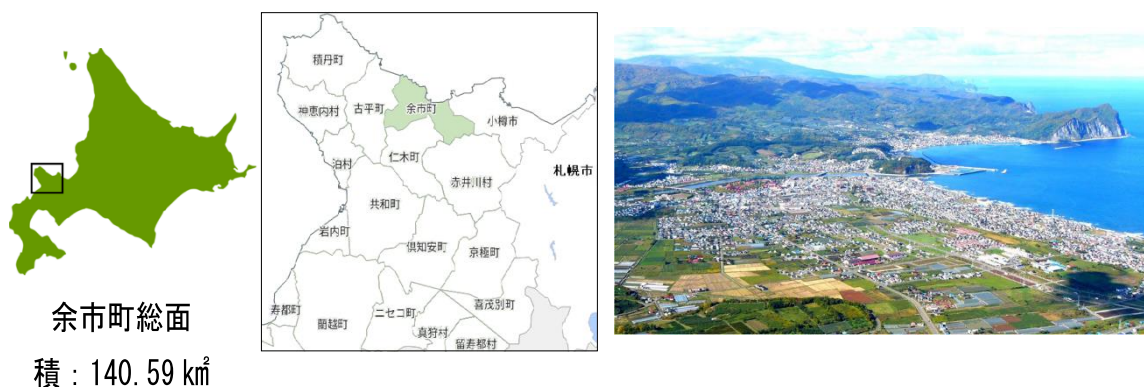 余市町総面
積：140.59㎢
積丹町
神恵内村
古平町
余市町
小樽市
泊村
仁木町
赤井川村
札幌市
共和町
岩内町
倶知安町
京極町
寿都町
蘭越町
ニセコ町
喜茂別町
真狩村
留寿都村